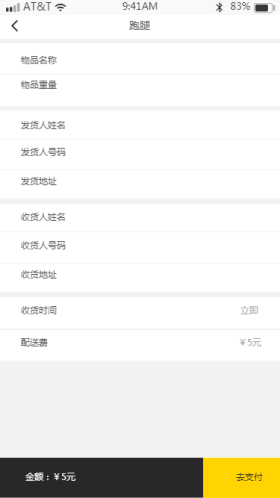 AT&T 9:41AM 83%
跑腿
物品名称
物品重量
发货人姓名
发货人号码
发货地址
收货人姓名
收货人号码
收货地址
收货时间 立即
配送费 ¥5元
金额：¥5元 去支付